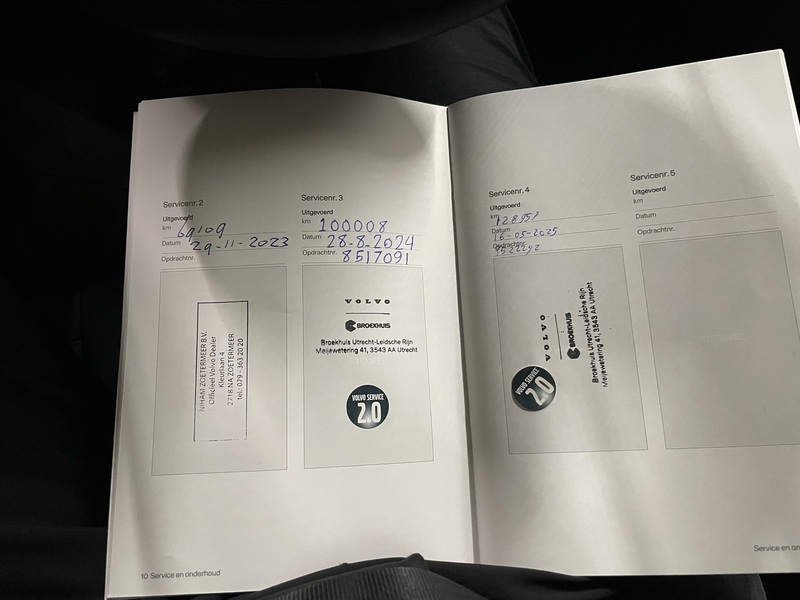 Servicenr. 2
Uitgevoerd
km 69109
Datum 29-11-2023
Opdrachtnr.
NIHAM ZOETERMEER B.V.
Officieel Volvo Dealer
Kleurlaan 4
2718 NA ZOETERMEER
tel.: 079 - 363 20 20
Servicenr. 3
Uitgevoerd
km 100008
Datum 28-8-2024
Opdrachtnr. 8517091
VOLVO
BROEKHUIS
Broekhuis Utrecht-Leidsche Rijn
Meijewetering 41, 3543 AA Utrecht
VOLVO SERVICE
2.0
10 Service en onderhoud
Servicenr. 4
Uitgevoerd
km 128951
Datum 16-05-2025
Opdrachtnr.
VOLVO
BROEKHUIS
Broekhuis Utrecht-Leidsche Rijn
Meijewetering 41, 3543 AA Utrecht
VOLVO SERVICE
2.0
Servicenr. 5
Uitgevoerd
km
Datum
Opdrachtnr.
Service en